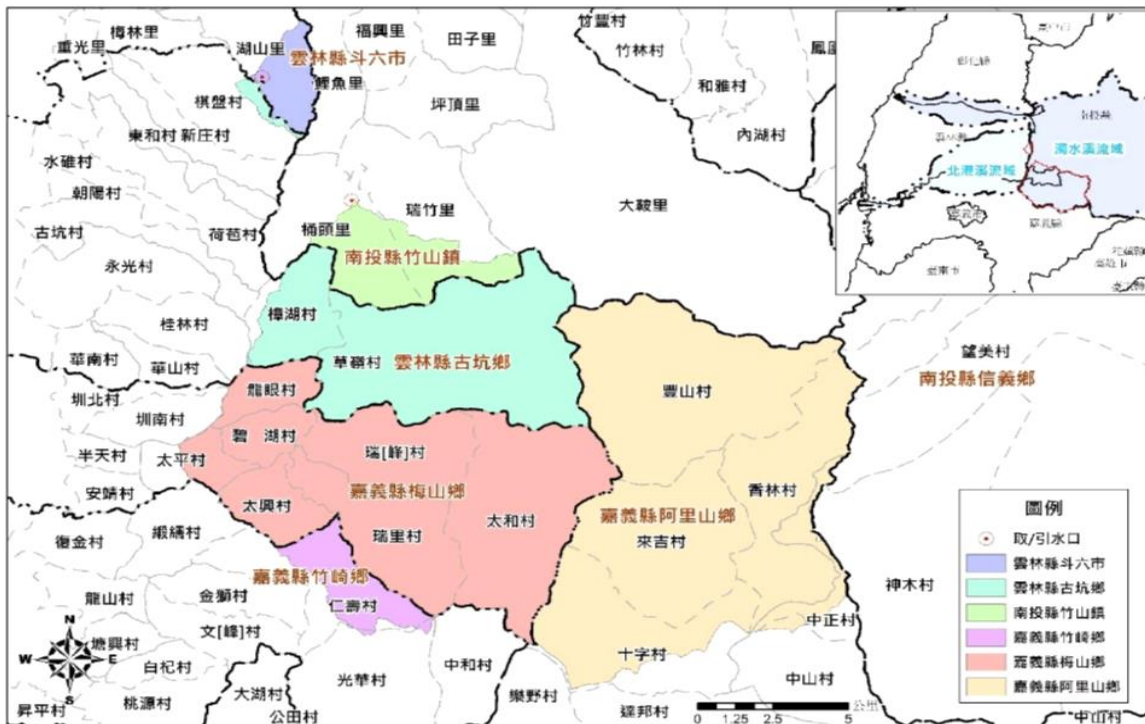 樟林里
重光里
湖山里
福興里
田子里
雲林縣斗六市
鯉魚里
棋盤村
坪頂里
竹豐村
竹林村
和雅村
內湖村
東和村
新庄村
水碓村
朝陽村
古坑村
荷苞村
永光村
桶頭里
瑞竹里
大鞍里
南投縣竹山鎮
桂林村
樟湖村
華南村
華山村
草嶺村
雲林縣古坑鄉
望美村
南投縣信義鄉
圳北村
圳南村
龍眼村
豐山村
碧 湖村
半天村
太平村
瑞[峰]村
安靖村
太興村
嘉義縣梅山鄉
太和村
香林村
嘉義縣阿里山鄉
來吉村
瑞里村
緞繻村
復金村
嘉義縣竹崎鄉
仁壽村
神木村
龍山村
金獅村
文[峰]村
塘興村
白杞村
中正村
十字村
中和村
光華村
大湖村
桃源村
昇平村
公田村
樂野村
達邦村
中山村
中山村
N
W
E
S
0 1.25 2.5 5
公里
彰化縣
南投縣
濁水溪流域
北港溪流域
嘉義縣
臺南市
圖例
取/引水口
雲林縣斗六市
雲林縣古坑鄉
南投縣竹山鎮
嘉義縣竹崎鄉
嘉義縣梅山鄉
嘉義縣阿里山鄉